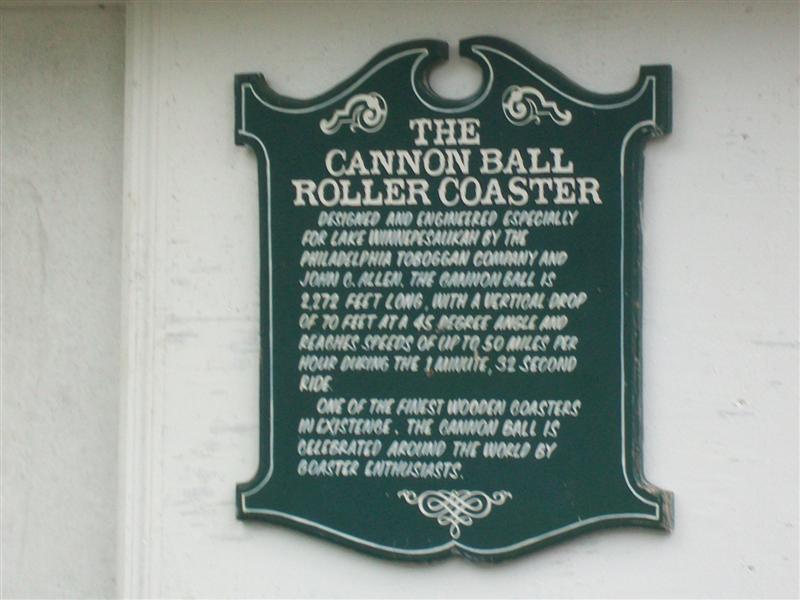 THE
CANNON BALL
ROLLER COASTER
DESIGNED AND ENGINEERED ESPECIALLY
FOR LAKE WINNEPESAUKAH BY THE
PHILADELPHIA TOBOGGAN COMPANY AND
JOHN C. ALLEN. THE CANNON BALL IS
2,272 FEET LONG, WITH A VERTICAL DROP
OF 70 FEET AT A 45 DEGREE ANGLE AND
REACHES SPEEDS OF UP TO 50 MILES PER
HOUR DURING THE 1 MINUTE, 32 SECOND
RIDE.
ONE OF THE FINEST WOODEN COASTERS
IN EXISTENCE. THE CANNON BALL IS
CELEBRATED AROUND THE WORLD BY
COASTER ENTHUSIASTS.